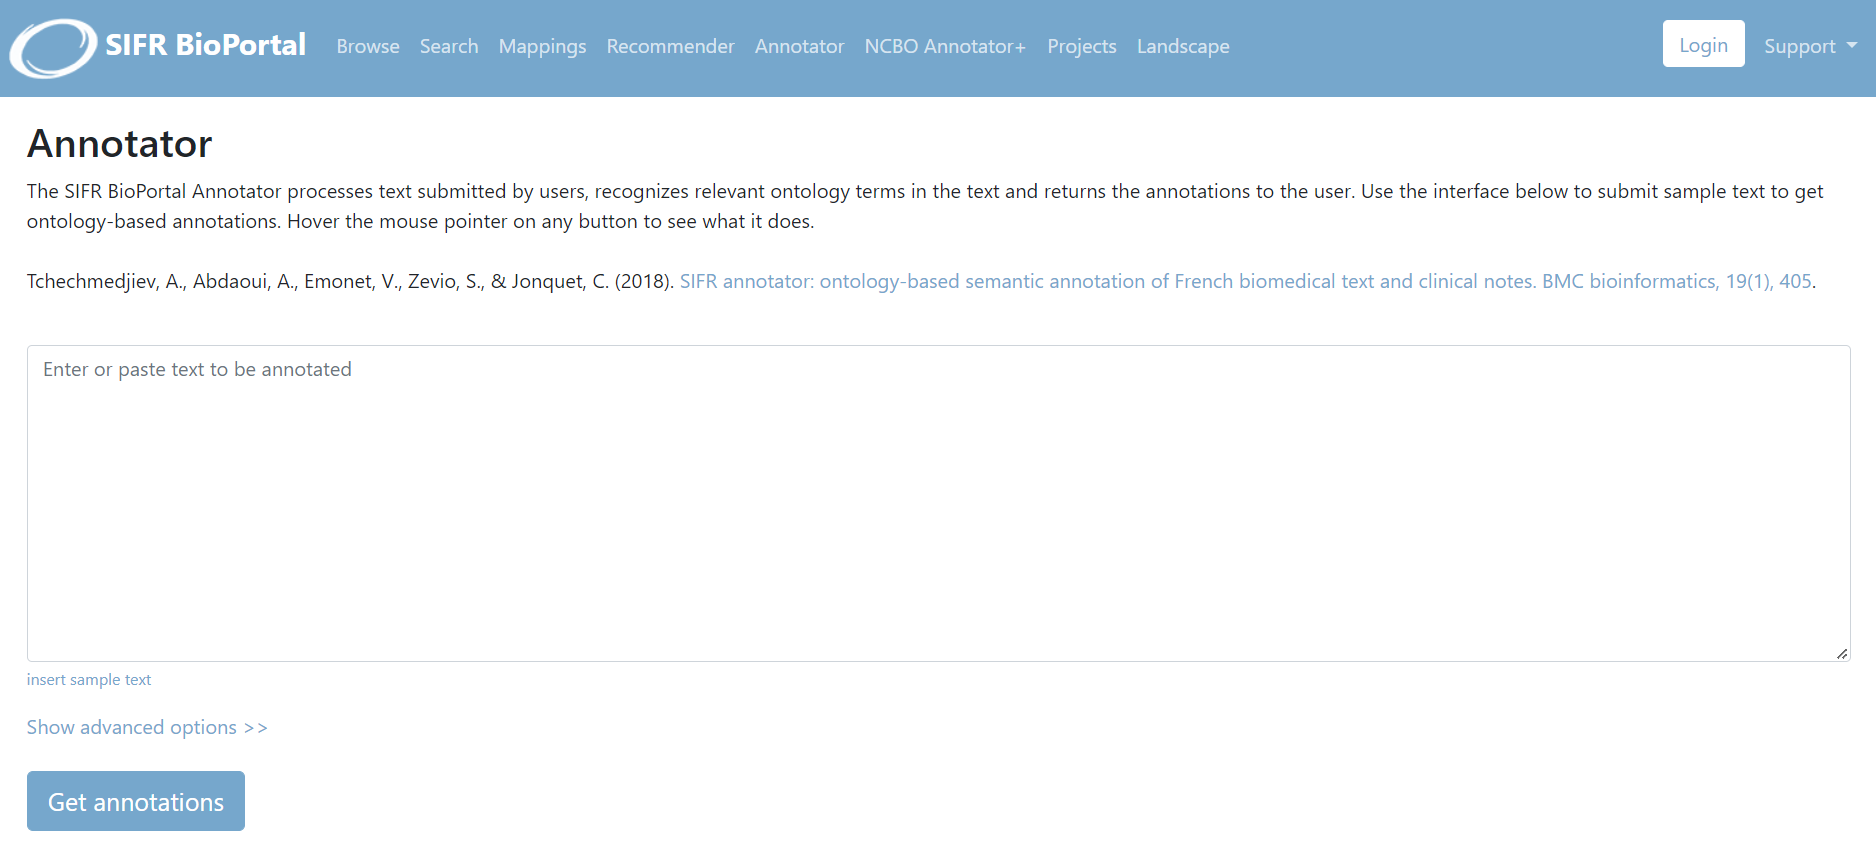 SIFR BioPortal Browse Search Mappings Recommender Annotator NCBO Annotator+ Projects Landscape Login Support
Annotator
The SIFR BioPortal Annotator processes text submitted by users, recognizes relevant ontology terms in the text and returns the annotations to the user. Use the interface below to submit sample text to get
ontology-based annotations. Hover the mouse pointer on any button to see what it does.
Tchechmedjiev, A., Abdaoui, A., Emonet, V., Zevio, S., & Jonquet, C. (2018). SIFR annotator: ontology-based semantic annotation of French biomedical text and clinical notes. BMC bioinformatics, 19(1), 405.
Enter or paste text to be annotated
insert sample text
Show advanced options >>
Get annotations